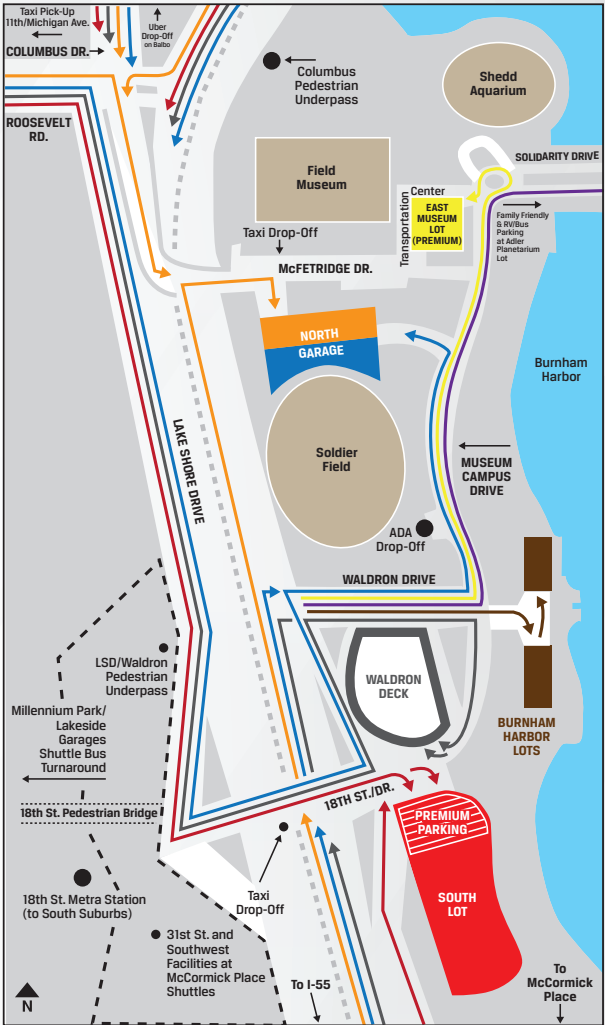 Taxi Pick-Up
11th/Michigan Ave.
COLUMBUS DR.
Uber
Drop-Off
on Balbo
ROOSEVELT
RD.
Columbus
Pedestrian
Underpass
Shedd
Aquarium
SOLIDARITY DRIVE
Field
Museum
Transportation
Center
EAST
MUSEUM
LOT
(PREMIUM)
Family Friendly
& RV/Bus
Parking
at Adler
Planetarium
Lot
Taxi Drop-Off
McFETRIDGE DR.
NORTH
GARAGE
Burnham
Harbor
LAKE SHORE DRIVE
Soldier
Field
MUSEUM
CAMPUS
DRIVE
ADA
Drop-Off
WALDRON DRIVE
LSD/Waldron
Pedestrian
Underpass
WALDRON
DECK
BURNHAM
HARBOR
LOTS
Millennium Park/
Lakeside
Garages
Shuttle Bus
Turnaround
18TH ST./DR.
18th St. Pedestrian Bridge
PREMIUM
PARKING
Taxi
Drop-Off
SOUTH
LOT
18th St. Metra Station
(to South Suburbs)
31st St. and
Southwest
Facilities at
McCormick Place
Shuttles
To I-55
To
McCormick
Place
N